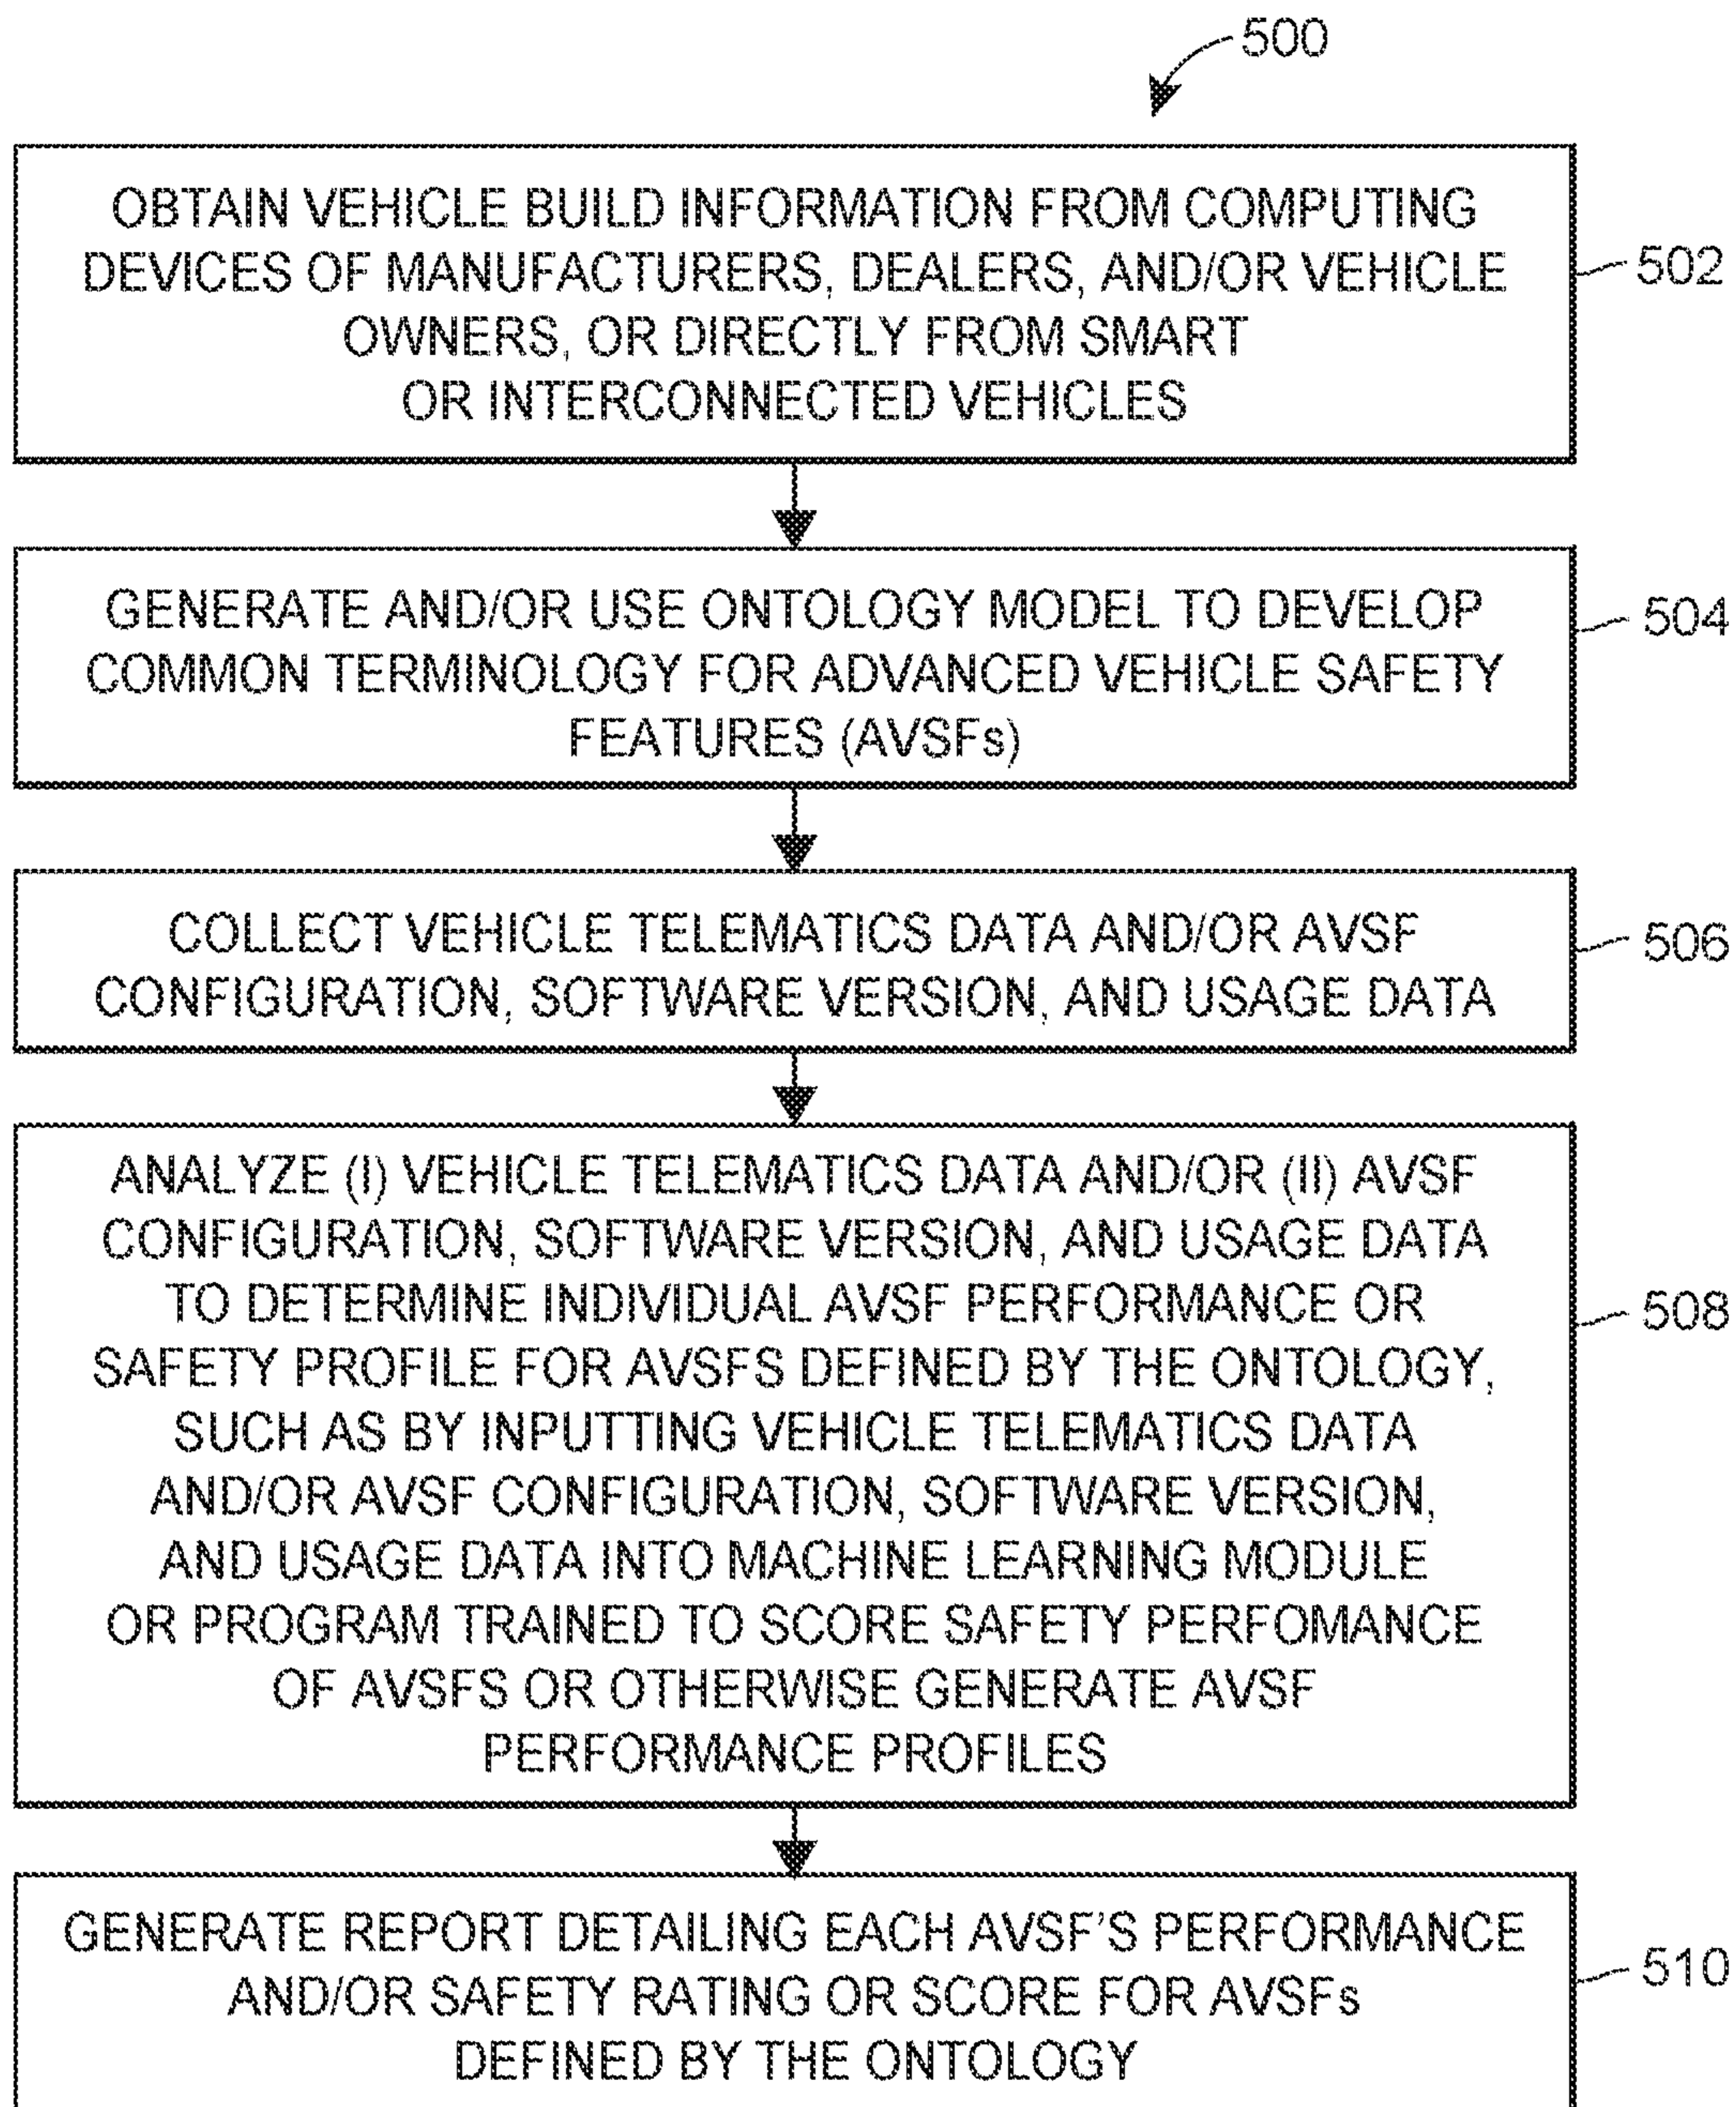 500
OBTAIN VEHICLE BUILD INFORMATION FROM COMPUTING
DEVICES OF MANUFACTURERS, DEALERS, AND/OR VEHICLE
OWNERS, OR DIRECTLY FROM SMART
OR INTERCONNECTED VEHICLES
502
GENERATE AND/OR USE ONTOLOGY MODEL TO DEVELOP
COMMON TERMINOLOGY FOR ADVANCED VEHICLE SAFETY
FEATURES (AVSFs)
504
COLLECT VEHICLE TELEMATICS DATA AND/OR AVSF
CONFIGURATION, SOFTWARE VERSION, AND USAGE DATA
506
ANALYZE (I) VEHICLE TELEMATICS DATA AND/OR (II) AVSF
CONFIGURATION, SOFTWARE VERSION, AND USAGE DATA
TO DETERMINE INDIVIDUAL AVSF PERFORMANCE OR
SAFETY PROFILE FOR AVSFS DEFINED BY THE ONTOLOGY,
SUCH AS BY INPUTTING VEHICLE TELEMATICS DATA
AND/OR AVSF CONFIGURATION, SOFTWARE VERSION,
AND USAGE DATA INTO MACHINE LEARNING MODULE
OR PROGRAM TRAINED TO SCORE SAFETY PERFOMANCE
OF AVSFS OR OTHERWISE GENERATE AVSF
PERFORMANCE PROFILES
508
GENERATE REPORT DETAILING EACH AVSF'S PERFORMANCE
AND/OR SAFETY RATING OR SCORE FOR AVSFs
DEFINED BY THE ONTOLOGY
510